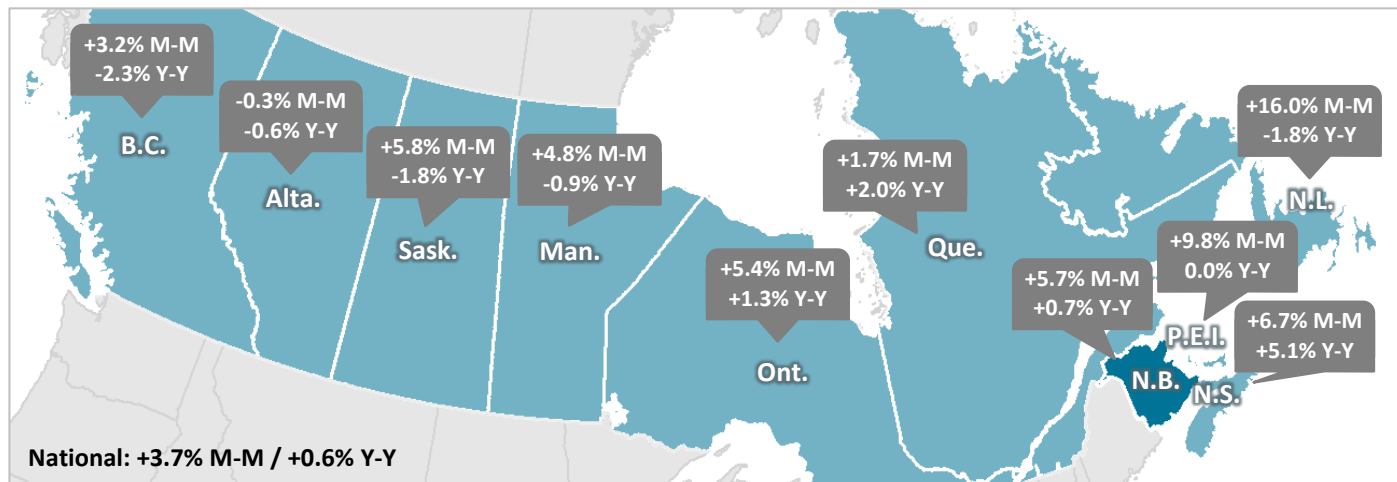 +3.2% M-M
-2.3% Y-Y
B.C.
-0.3% M-M
-0.6% Y-Y
Alta.
+5.8% M-M
-1.8% Y-Y
Sask.
+4.8% M-M
-0.9% Y-Y
Man.
+5.4% M-M
+1.3% Y-Y
Ont.
+1.7% M-M
+2.0% Y-Y
Que.
+16.0% M-M
-1.8% Y-Y
N.L.
+9.8% M-M
0.0% Y-Y
P.E.I.
+5.7% M-M
+0.7% Y-Y
N.B.
+6.7% M-M
+5.1% Y-Y
N.S.
National: +3.7% M-M / +0.6% Y-Y